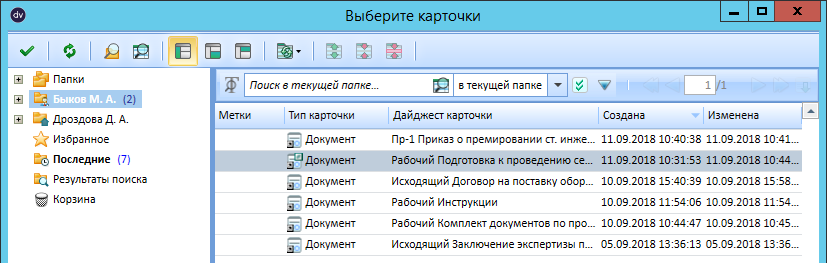 dv
Выберите карточки
Папки
Быков М. А. (2)
Дроздова Д. А.
Избранное
Последние (7)
Результаты поиска
Корзина
Поиск в текущей папке... в текущей папке 1 /1
Метки Тип карточки Дайджест карточки Создана Изменена
Документ Пр-1 Приказ о премировании ст. инже... 11.09.2018 10:40:38 11.09.2018 10:41...
Документ Рабочий Подготовка к проведению се... 11.09.2018 10:31:53 11.09.2018 10:44...
Документ Исходящий Договор на поставку обор... 10.09.2018 15:40:39 10.09.2018 15:58...
Документ Рабочий Инструкции 10.09.2018 11:54:06 10.09.2018 11:54...
Документ Рабочий Комплект документов по про... 10.09.2018 10:44:47 10.09.2018 10:45...
Документ Исходящий Заключение экспертизы п... 05.09.2018 13:36:13 05.09.2018 13:36...